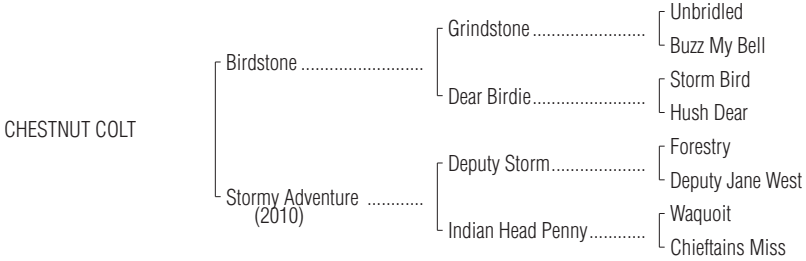 Unbridled
Grindstone........................
Buzz My Bell
Birdstone ..........................
Storm Bird
Dear Birdie........................
Hush Dear
CHESTNUT COLT
Forestry
Deputy Storm....................
Deputy Jane West
Stormy Adventure ............
(2010)
Waquoit
Indian Head Penny............
Chieftains Miss